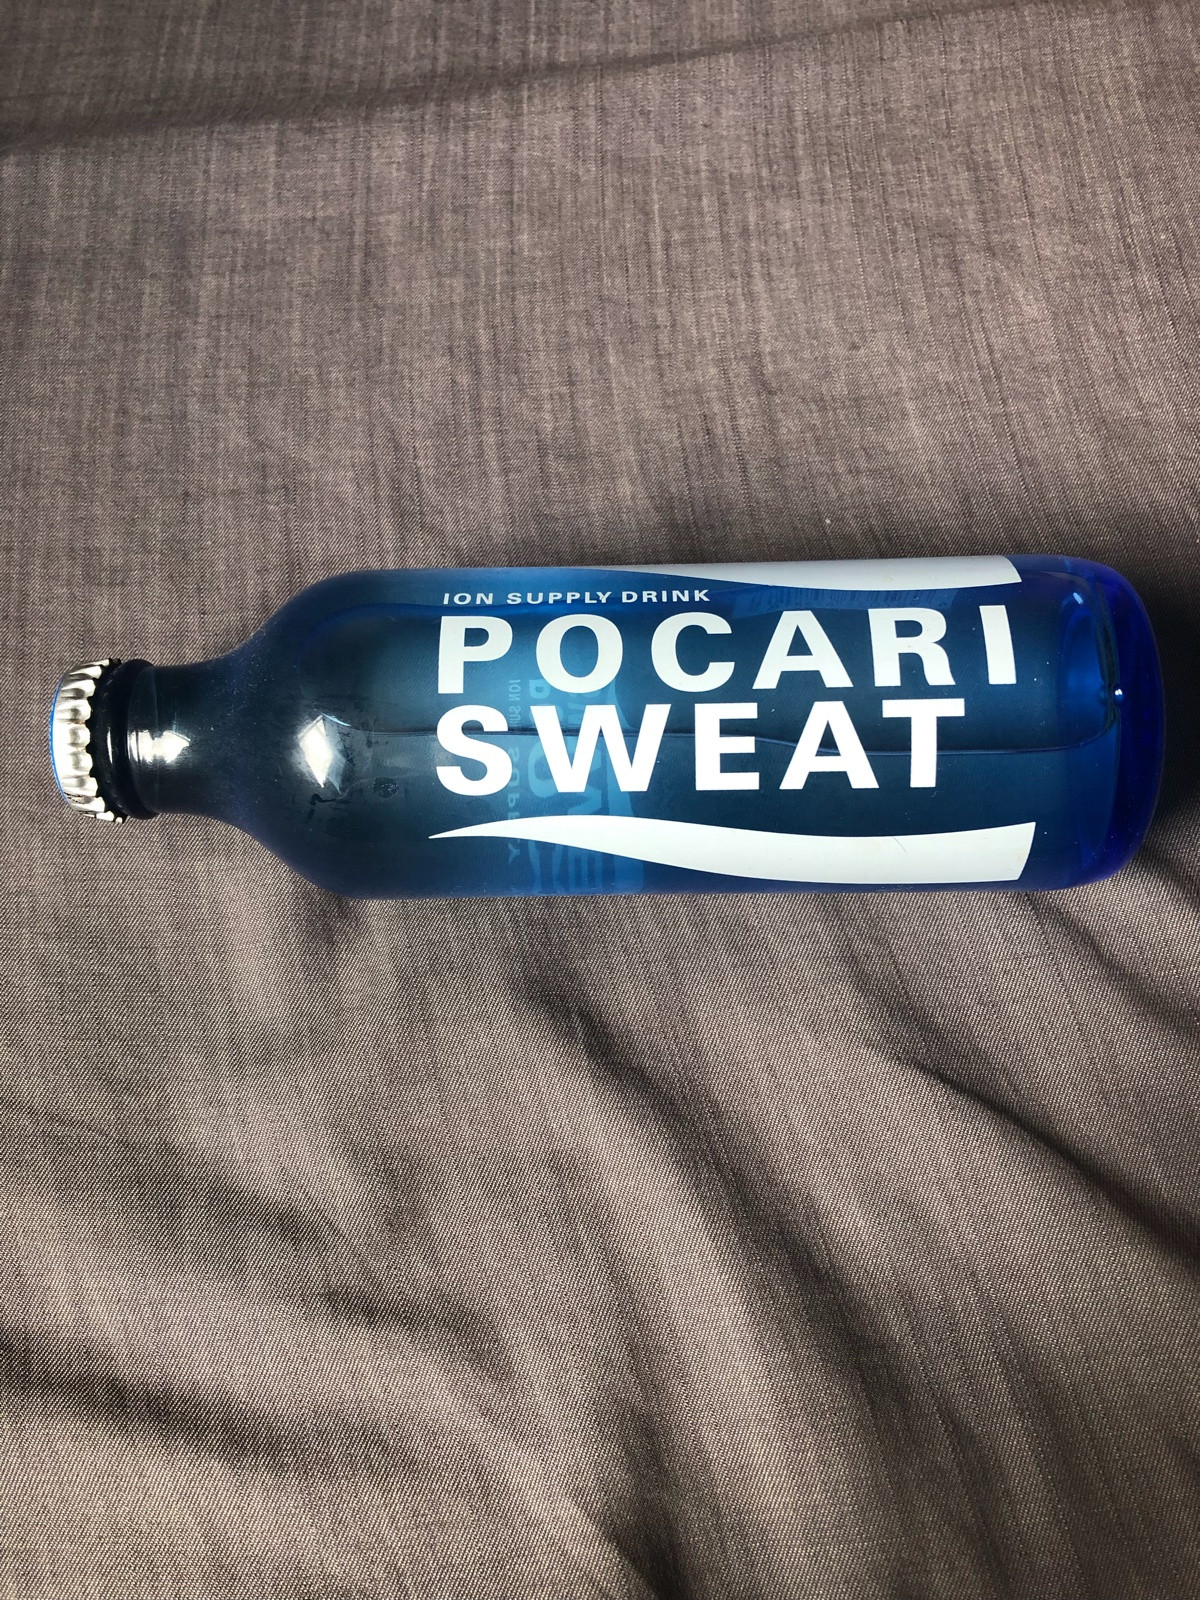 ION SUPPLY DRINK
POCARI
SWEAT